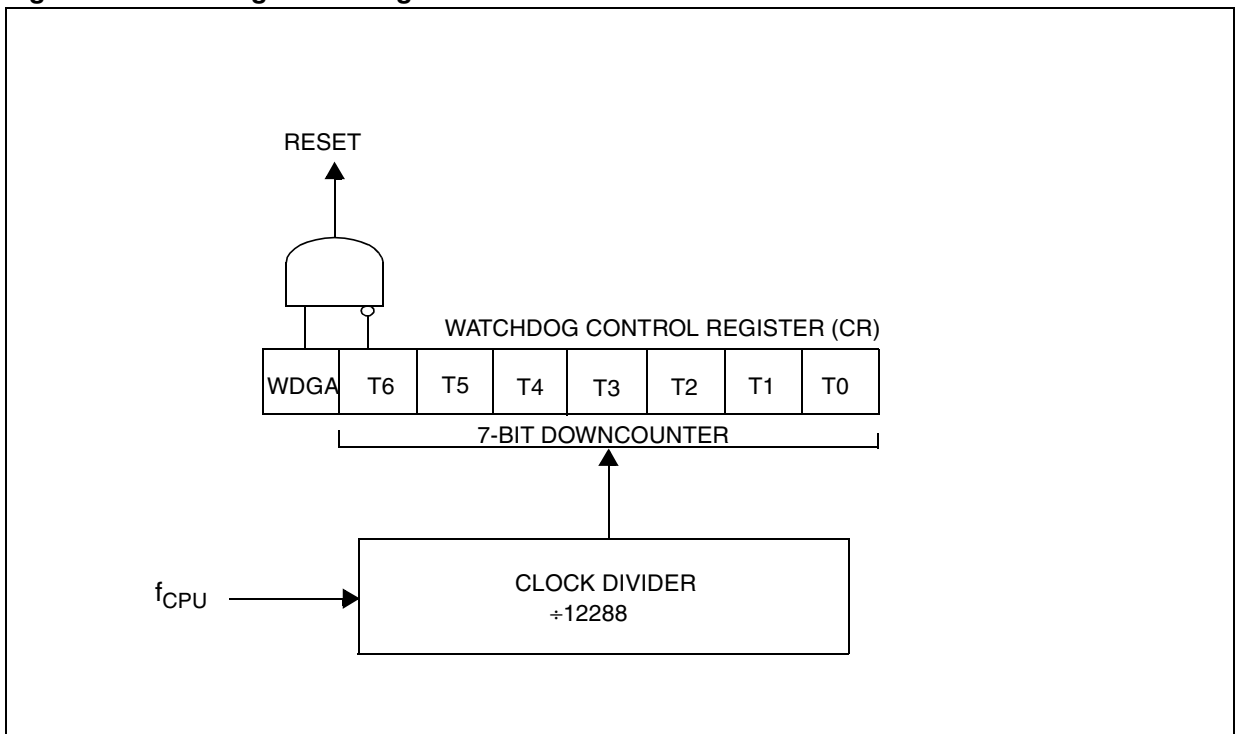 RESET
WATCHDOG CONTROL REGISTER (CR)
WDGA T6 T5 T4 T3 T2 T1 T0
7-BIT DOWNCOUNTER
fCPU
CLOCK DIVIDER
÷12288